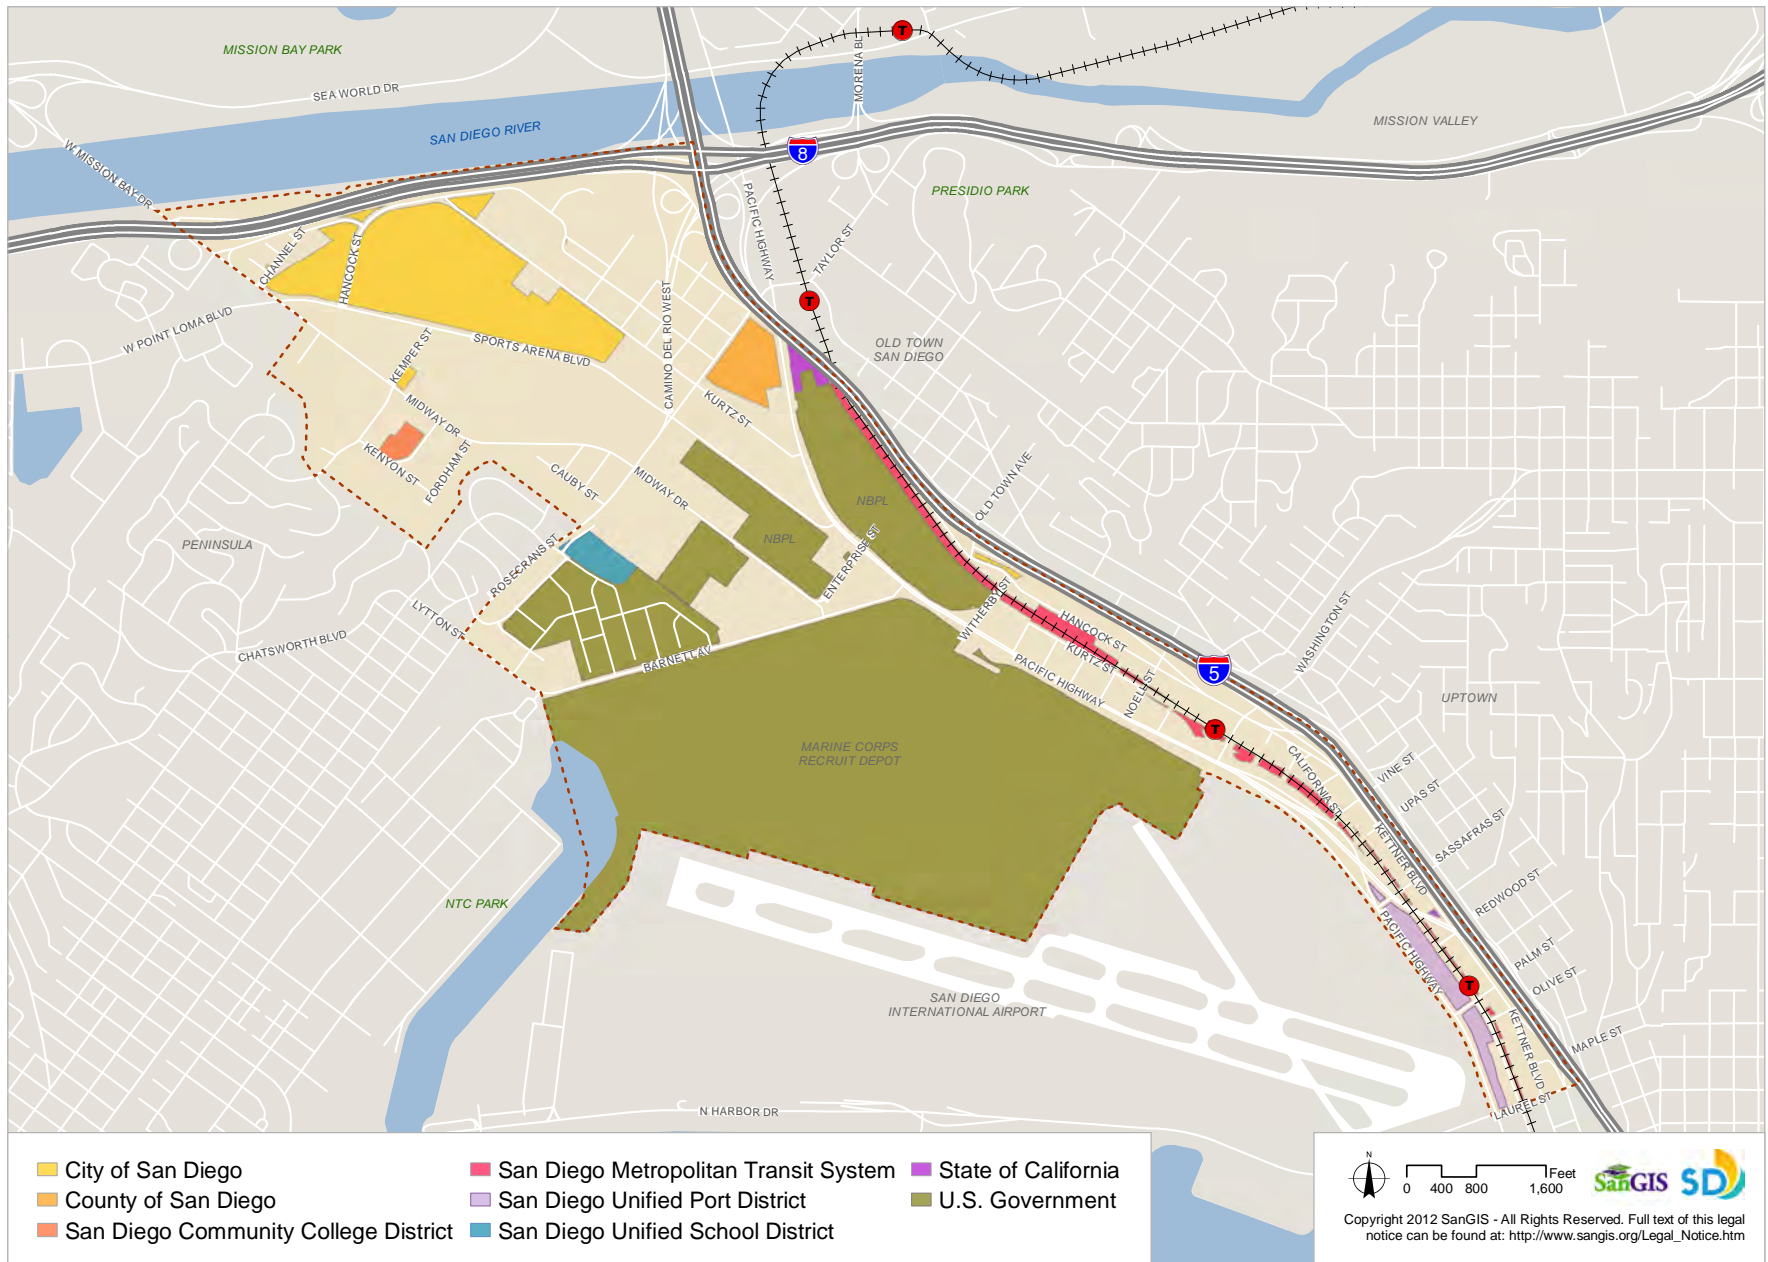 MISSION BAY PARK
SEA WORLD DR
SAN DIEGO RIVER
W MISSION BAY DR
MORENA BL
T
8
MISSION VALLEY
PRESIDIO PARK
PACIFIC HIGHWAY
TAYLOR ST
T
CHANNEL ST
HANCOCK ST
W POINT LOMA BLVD
KEMPER ST
SPORTS ARENA BLVD
CAMINO DEL RIO WEST
OLD TOWN
SAN DIEGO
KURTZ ST
MIDWAY DR
KENYON ST
FORDHAM ST
CAUBY ST
MIDWAY DR
NBPL
NBPL
OLD TOWN AVE
PENINSULA
ROSECRANS ST
ENTERPRISE ST
LYTTON ST
CHATSWORTH BLVD
BARNETT AV
WITHERBY ST
HANCOCK ST
KURTZ ST
PACIFIC HIGHWAY
NOELL ST
WASHINGTON ST
5
UPTOWN
T
MARINE CORPS
RECRUIT DEPOT
CALIFORNIA ST
VINE ST
UPAS ST
SASSAFRAS ST
KETTNER BLVD
REDWOOD ST
NTC PARK
PACIFIC HIGHWAY
PALM ST
OLIVE ST
T
SAN DIEGO
INTERNATIONAL AIRPORT
KETTNER BLVD
MAPLE ST
LAUREL ST
N HARBOR DR
City of San Diego
County of San Diego
San Diego Community College District
San Diego Metropolitan Transit System
San Diego Unified Port District
San Diego Unified School District
State of California
U.S. Government
N
Feet
0 400 800 1,600
SanGIS
SD
Copyright 2012 SanGIS - All Rights Reserved. Full text of this legal
notice can be found at: http://www.sangis.org/Legal_Notice.htm